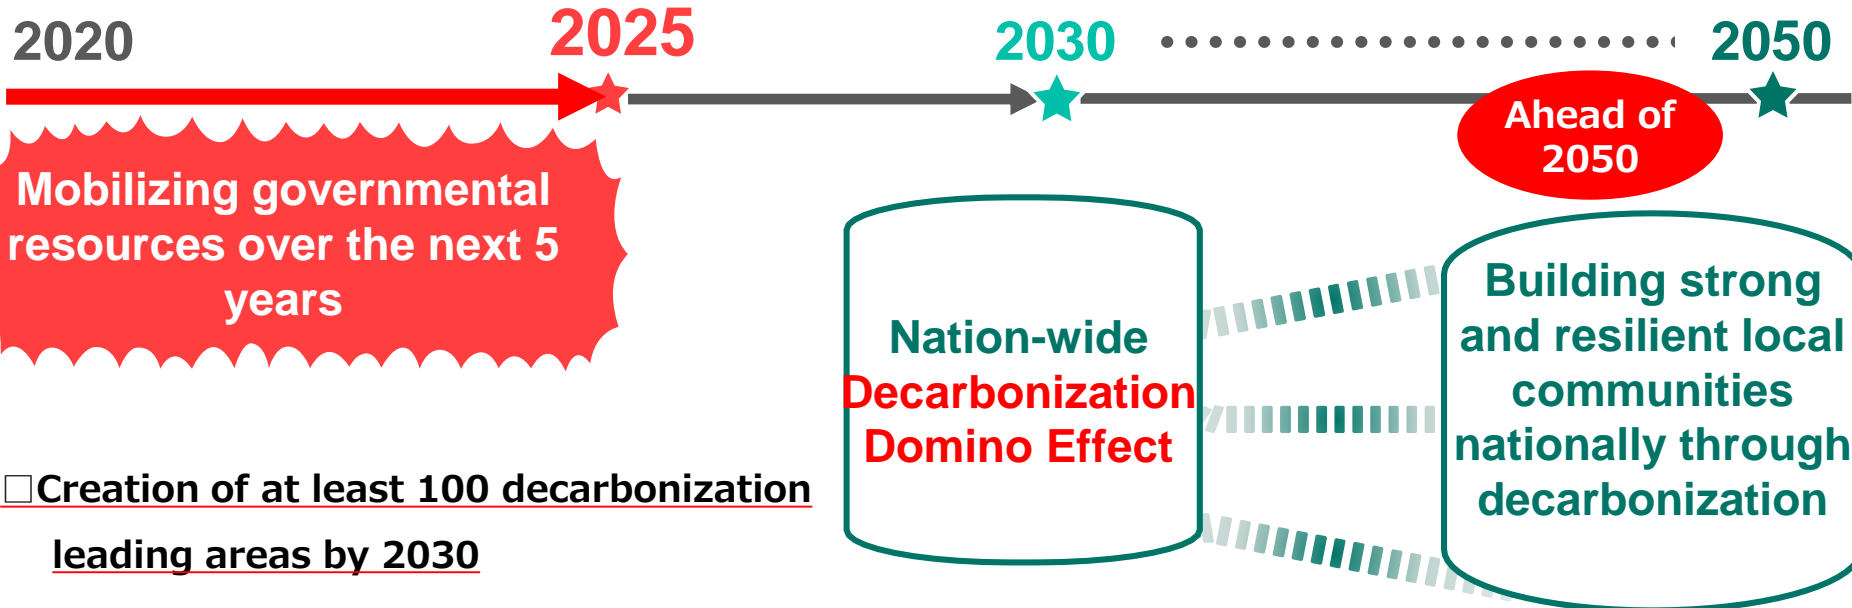 2020
2025
2030
2050
Ahead of
2050
Mobilizing governmental
resources over the next 5
years
Nation-wide
Decarbonization
Domino Effect
Building strong
and resilient local
communities
nationally through
decarbonization
□Creation of at least 100 decarbonization
leading areas by 2030